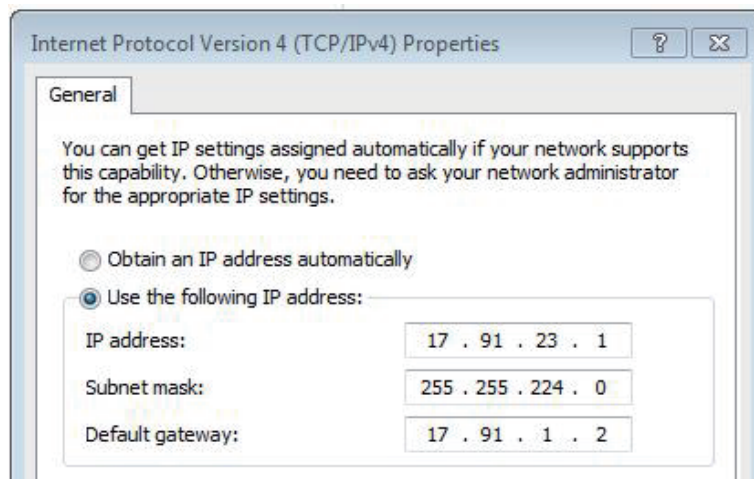 Internet Protocol Version 4 (TCP/IPv4) Properties
General
You can get IP settings assigned automatically if your network supports
this capability. Otherwise, you need to ask your network administrator
for the appropriate IP settings.
Obtain an IP address automatically
Use the following IP address:
IP address: 17 . 91 . 23 . 1
Subnet mask: 255 . 255 . 224 . 0
Default gateway: 17 . 91 . 1 . 2